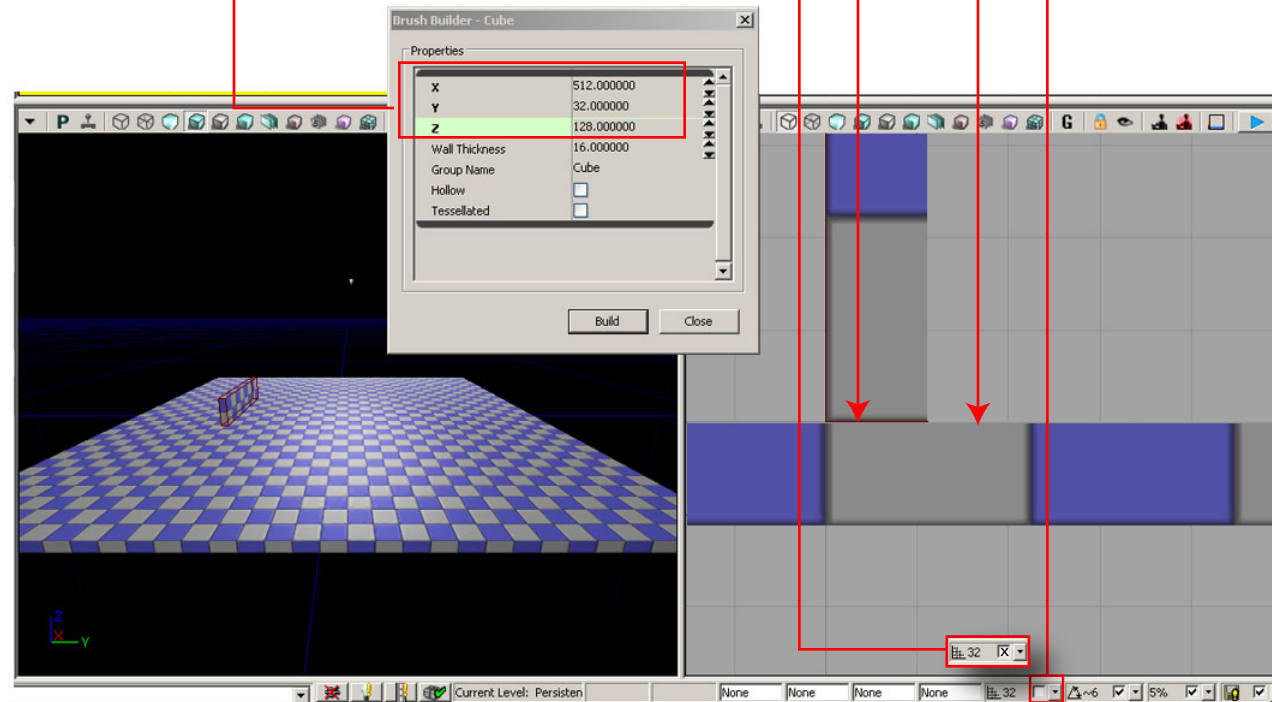 Brush Builder - Cube
Properties
X 512.000000
Y 32.000000
Z 128.000000
Wall Thickness 16.000000
Group Name Cube
Hollow
Tessellated
Build Close
P
G
Z
X
Y
32
Current Level: Persisten
None None None None 32 ~6 5%